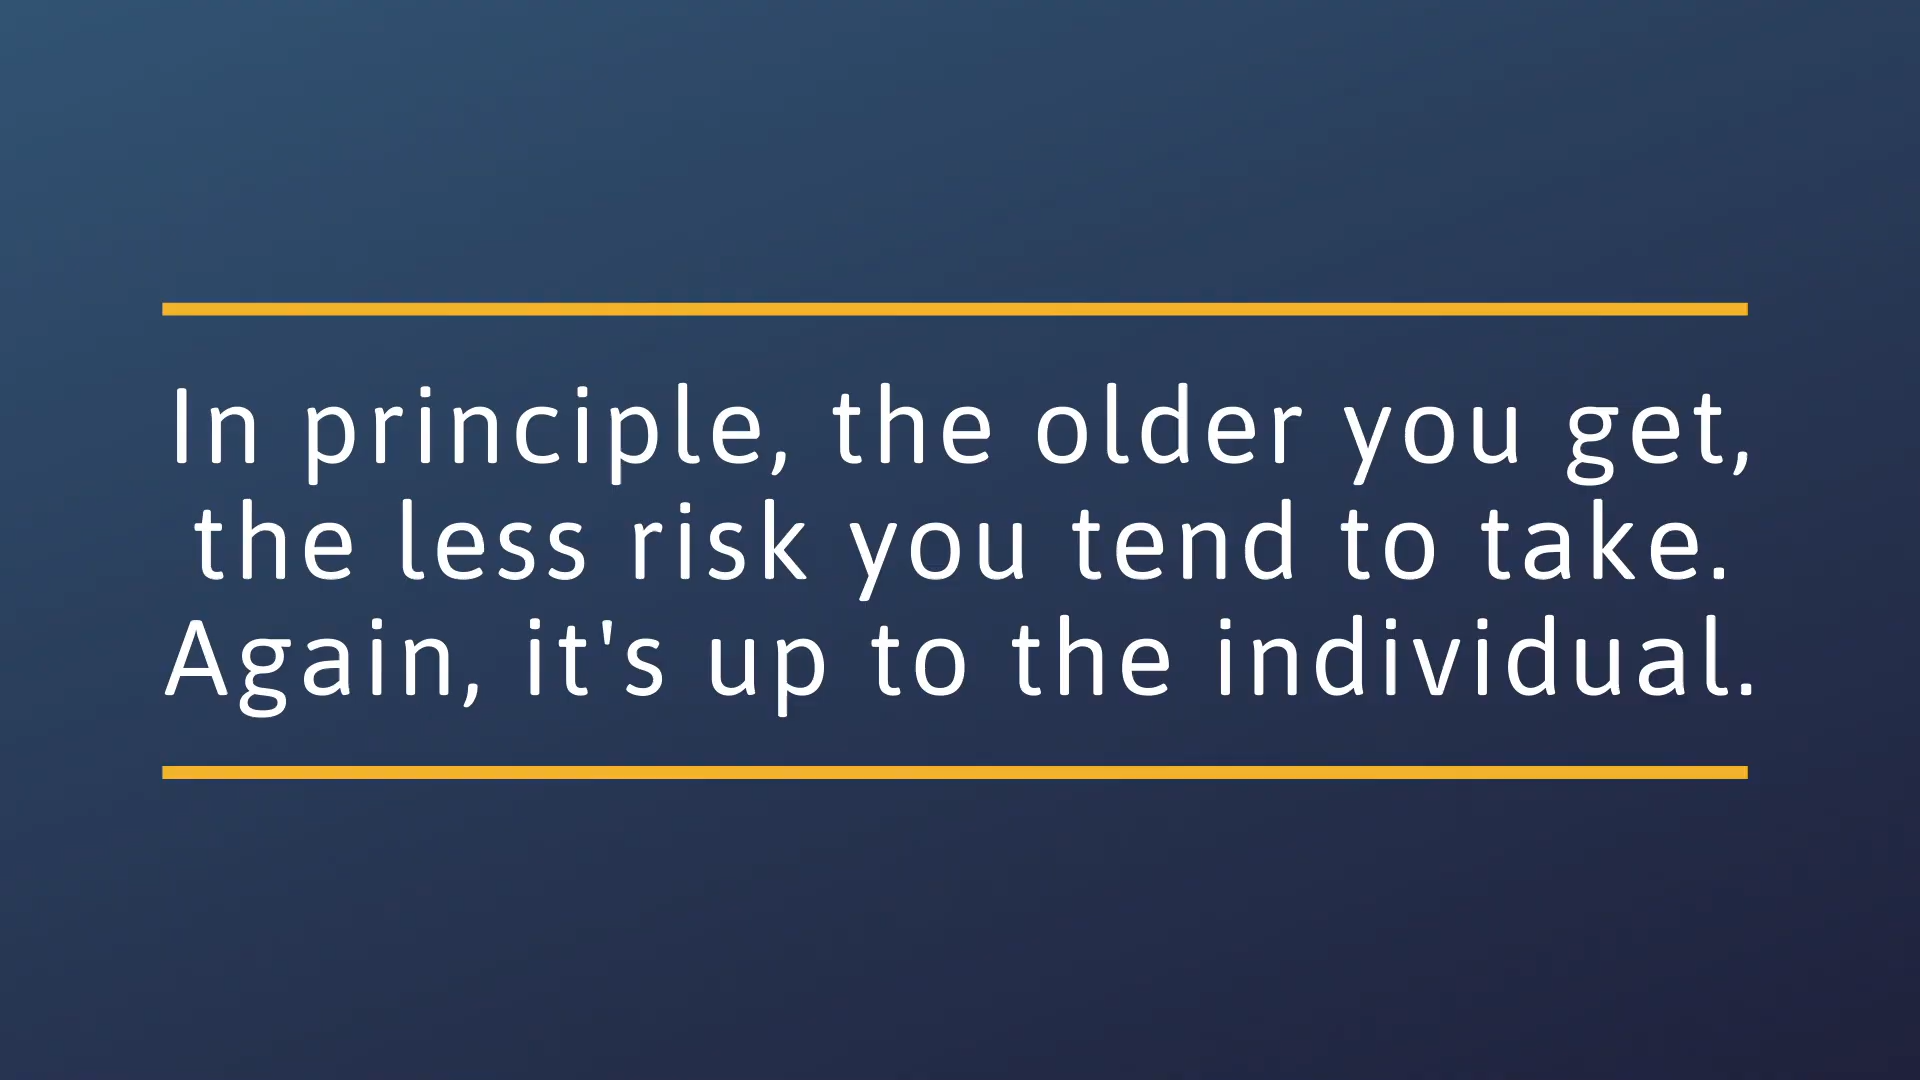 In principle, the older you get,
the less risk you tend to take.
Again, it's up to the individual.